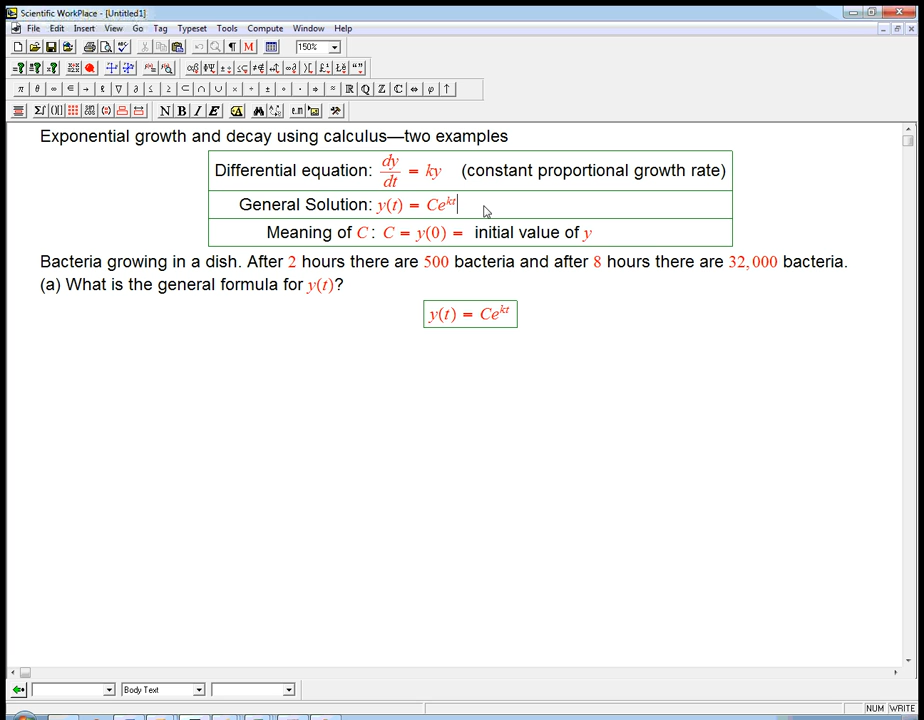 Scientific WorkPlace - [Untitled1]
File Edit Insert View Go Tag Typeset Tools Compute Window Help
150%
N B I E
Exponential growth and decay using calculus—two examples
Differential equation: dy/dt = ky (constant proportional growth rate)
General Solution: y(t) = Ce^kt
Meaning of C: C = y(0) = initial value of y
Bacteria growing in a dish. After 2 hours there are 500 bacteria and after 8 hours there are 32,000 bacteria.
(a) What is the general formula for y(t)?
y(t) = Ce^kt
Body Text
NUM WRITE